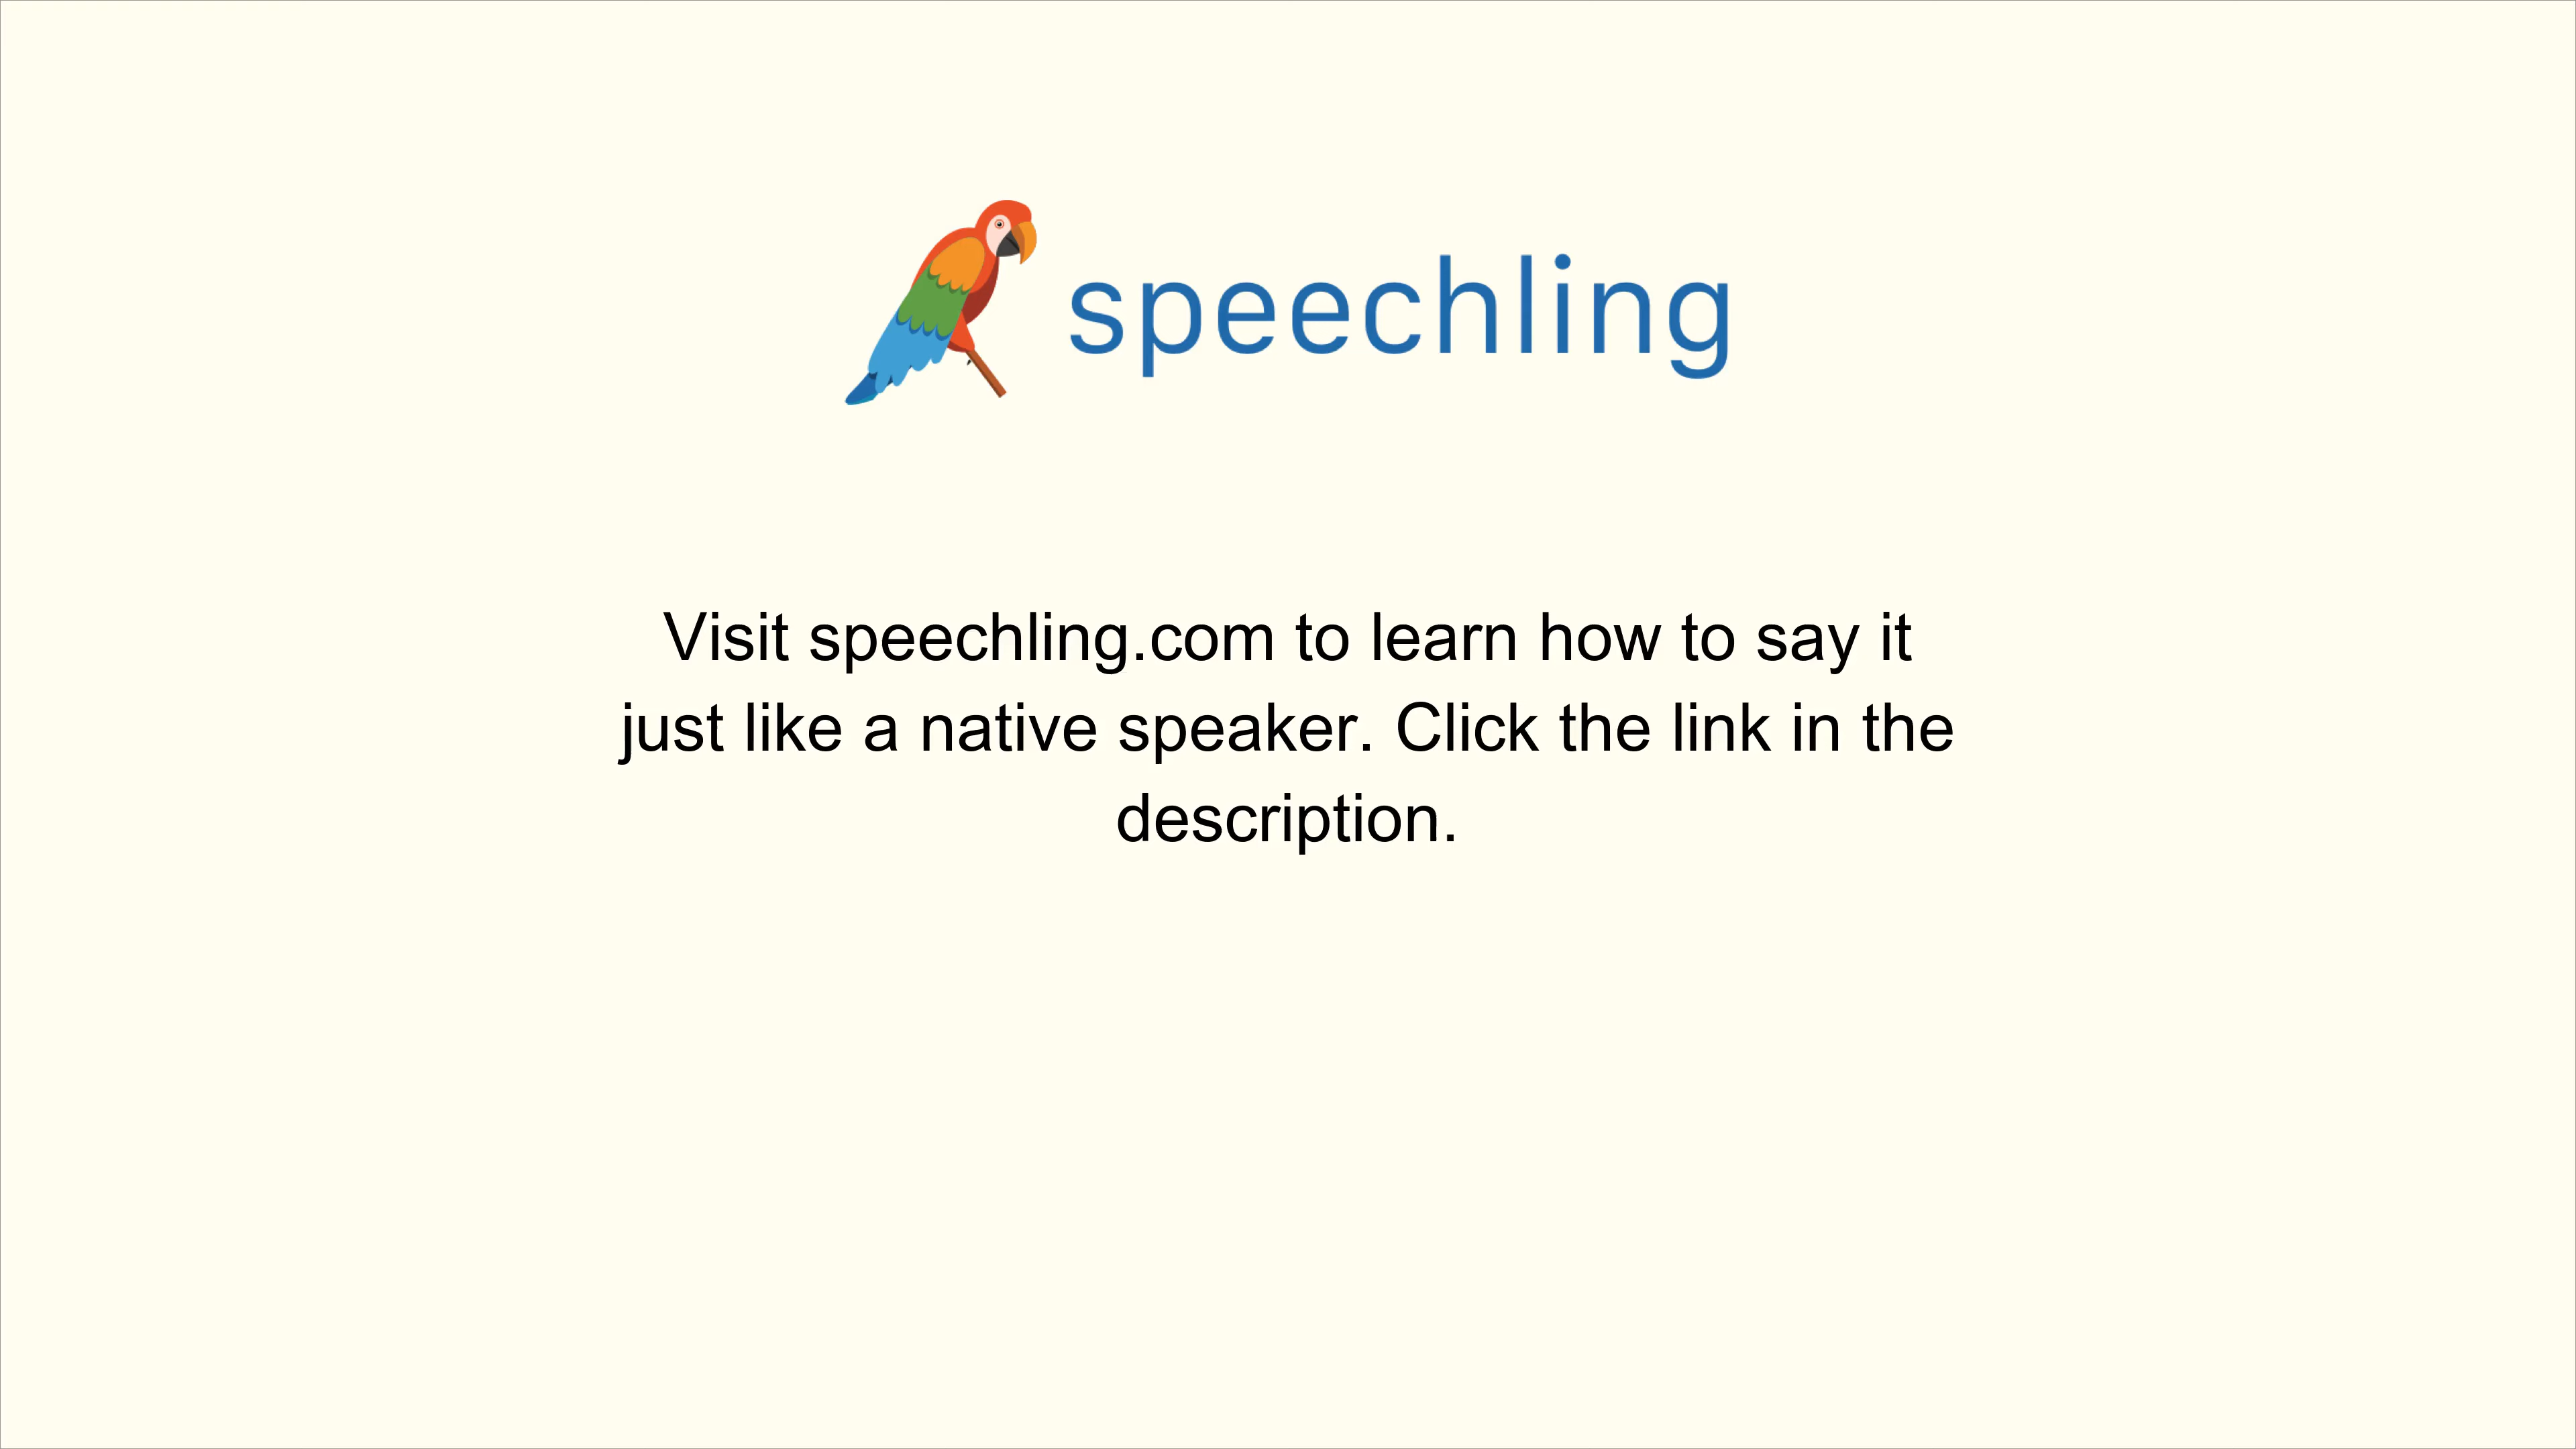 speechling
Visit speechling.com to learn how to say it
just like a native speaker. Click the link in the
description.